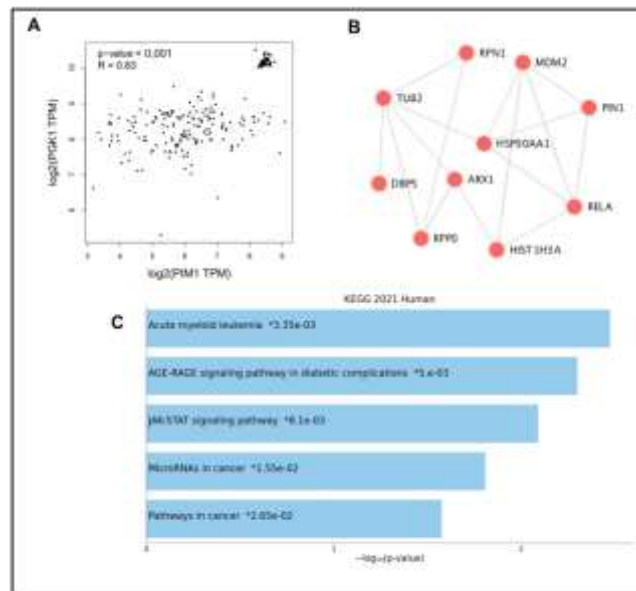 A
p-value = 0.001
R = 0.83
log2(PGK1 TPM)
log2(PIM1 TPM)
B
RPN1
MDM2
TUB2
PIN1
HSP90AA1
DBP5
ARX1
RELA
RPP0
HIST1H3A
C
KEGG 2021 Human
Acute myeloid leukemia *3.35e-03
AGE-RAGE signaling pathway in diabetic complications *5.e-03
JAK-STAT signaling pathway *8.1e-03
MicroRNAs in cancer *1.55e-02
Pathways in cancer *2.65e-02
0 1 2
−log₁₀(p-value)